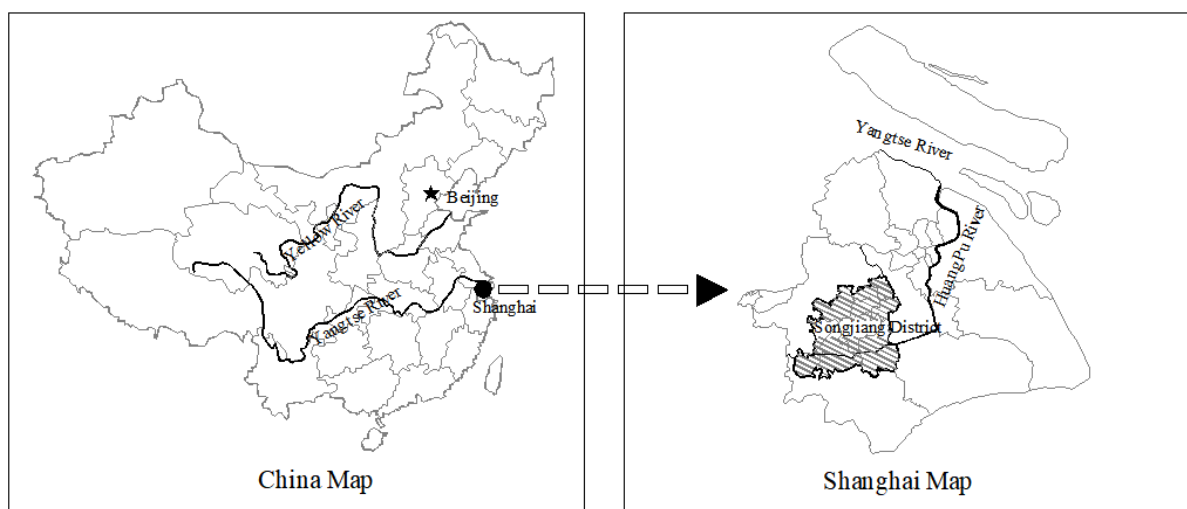 Beijing
Yellow River
Shanghai
Yangtse River
China Map
Yangtse River
HuangPu River
Songjiang District
Shanghai Map